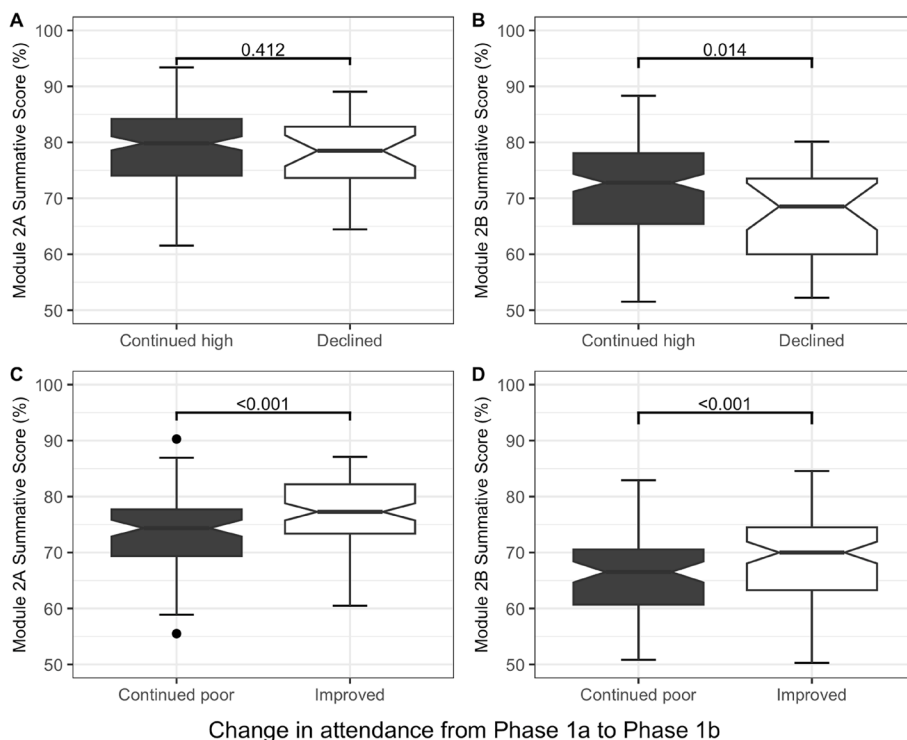 A
Module 2A Summative Score (%)
100
90
80
70
60
50
0.412
Continued high
Declined
B
Module 2B Summative Score (%)
100
90
80
70
60
50
0.014
Continued high
Declined
C
Module 2A Summative Score (%)
100
90
80
70
60
50
<0.001
Continued poor
Improved
D
Module 2B Summative Score (%)
100
90
80
70
60
50
<0.001
Continued poor
Improved
Change in attendance from Phase 1a to Phase 1b